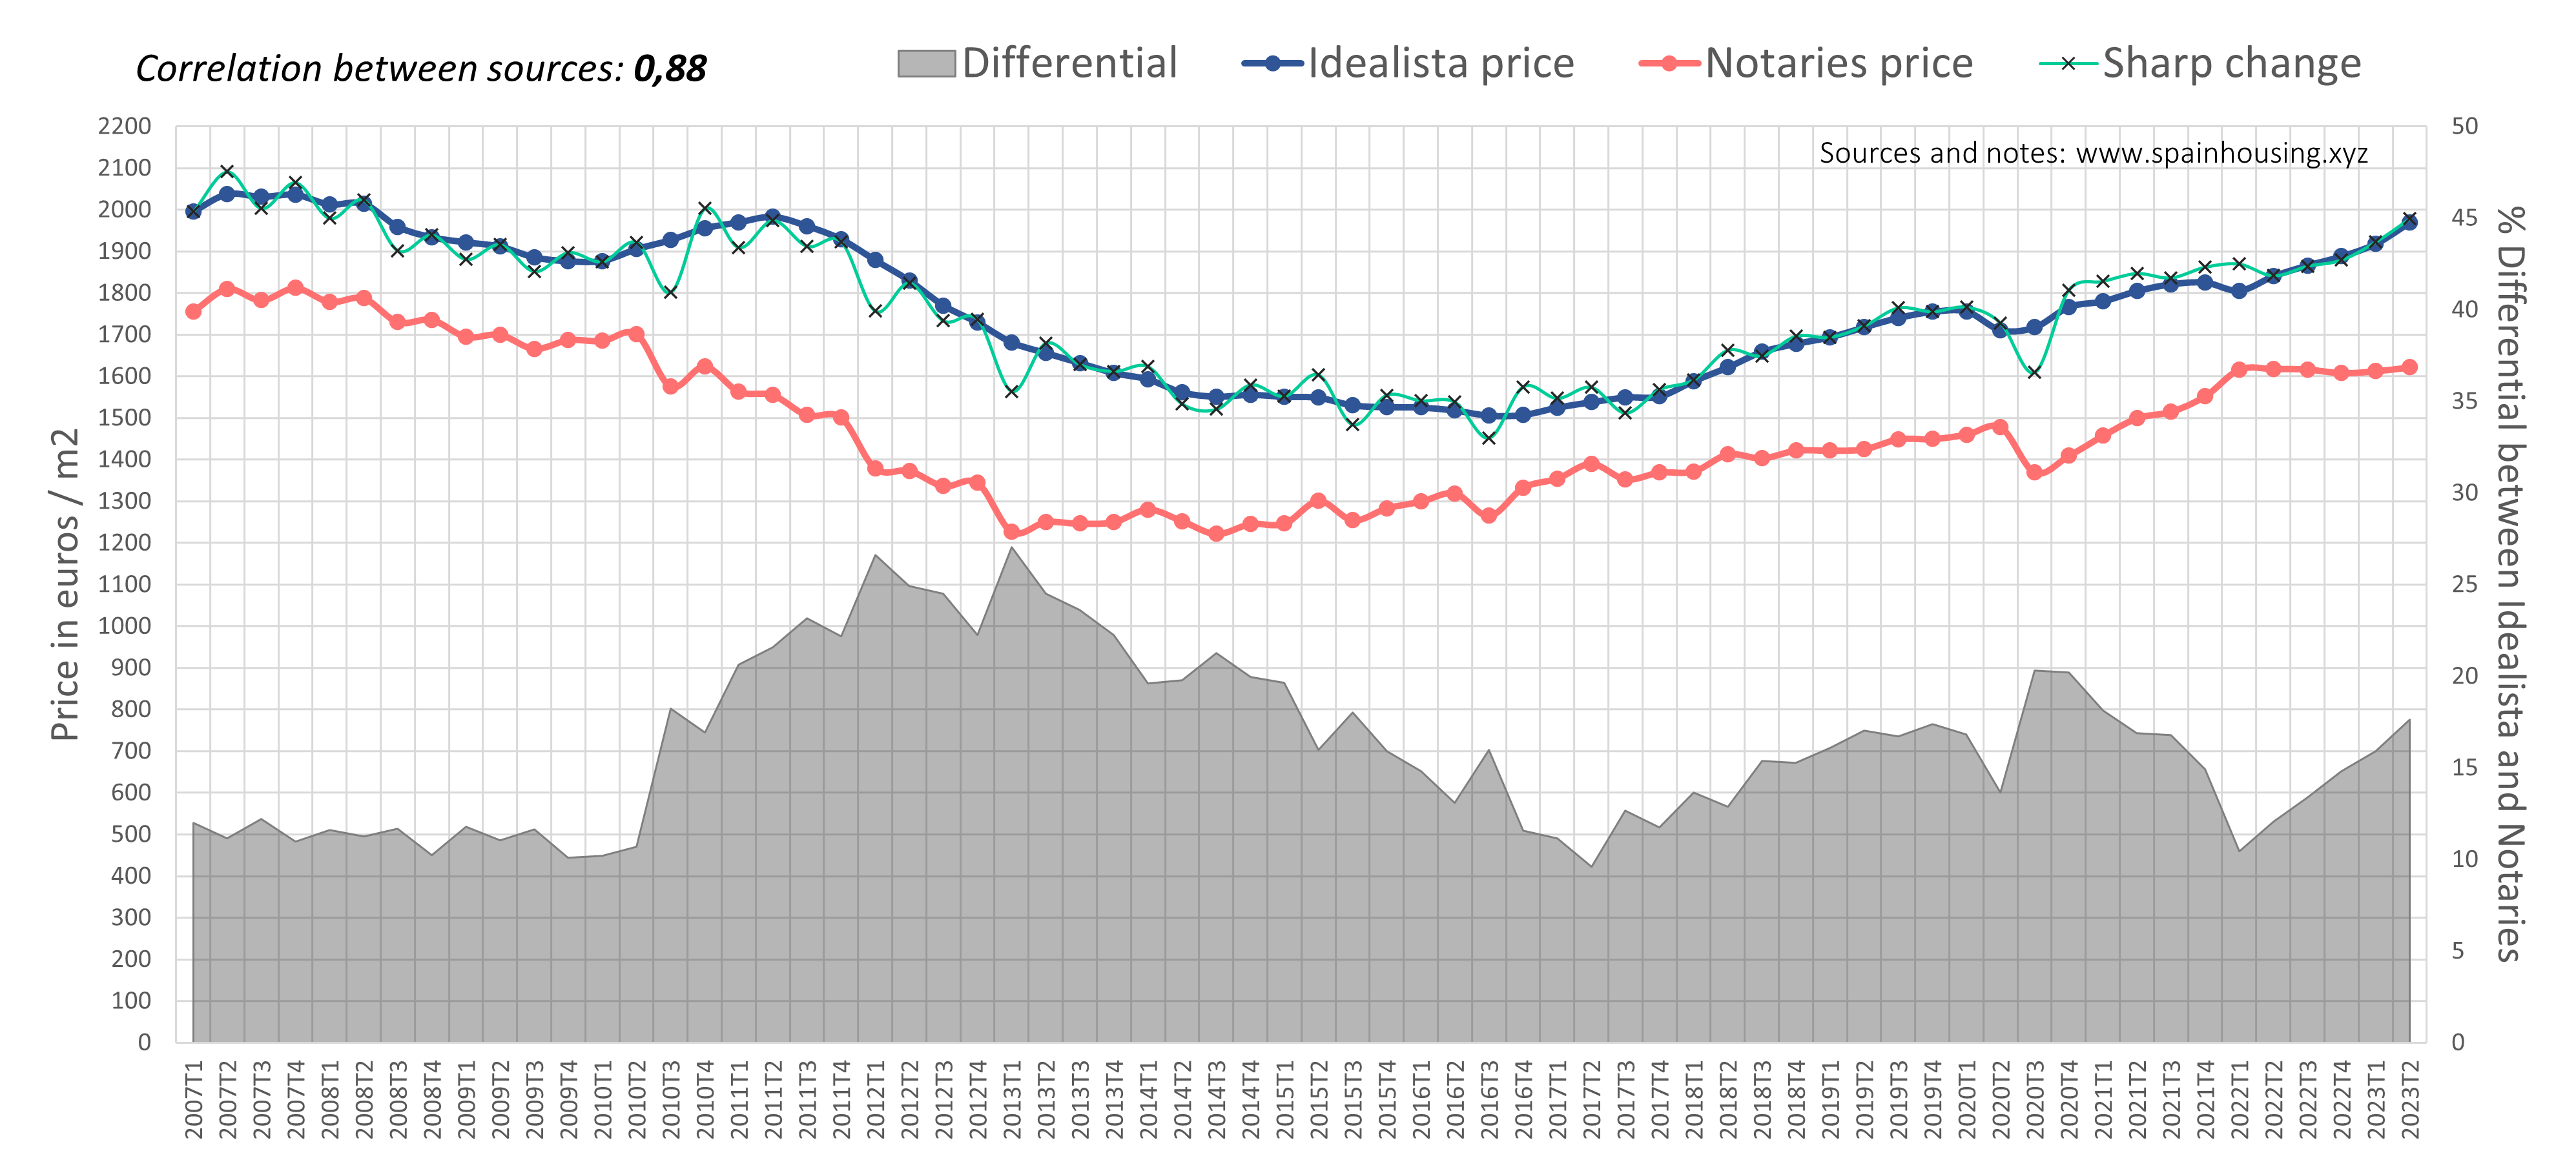 Correlation between sources: 0,88
Differential
Idealista price
Notaries price
Sharp change
Sources and notes: www.spainhousing.xyz
Price in euros / m2
2200
2100
2000
1900
1800
1700
1600
1500
1400
1300
1200
1100
1000
900
800
700
600
500
400
300
200
100
0
50
45
40
35
30
25
20
15
10
5
0
% Differential between Idealista and Notaries
2007T1
2007T2
2007T3
2007T4
2008T1
2008T2
2008T3
2008T4
2009T1
2009T2
2009T3
2009T4
2010T1
2010T2
2010T3
2010T4
2011T1
2011T2
2011T3
2011T4
2012T1
2012T2
2012T3
2012T4
2013T1
2013T2
2013T3
2013T4
2014T1
2014T2
2014T3
2014T4
2015T1
2015T2
2015T3
2015T4
2016T1
2016T2
2016T3
2016T4
2017T1
2017T2
2017T3
2017T4
2018T1
2018T2
2018T3
2018T4
2019T1
2019T2
2019T3
2019T4
2020T1
2020T2
2020T3
2020T4
2021T1
2021T2
2021T3
2021T4
2022T1
2022T2
2022T3
2022T4
2023T1
2023T2